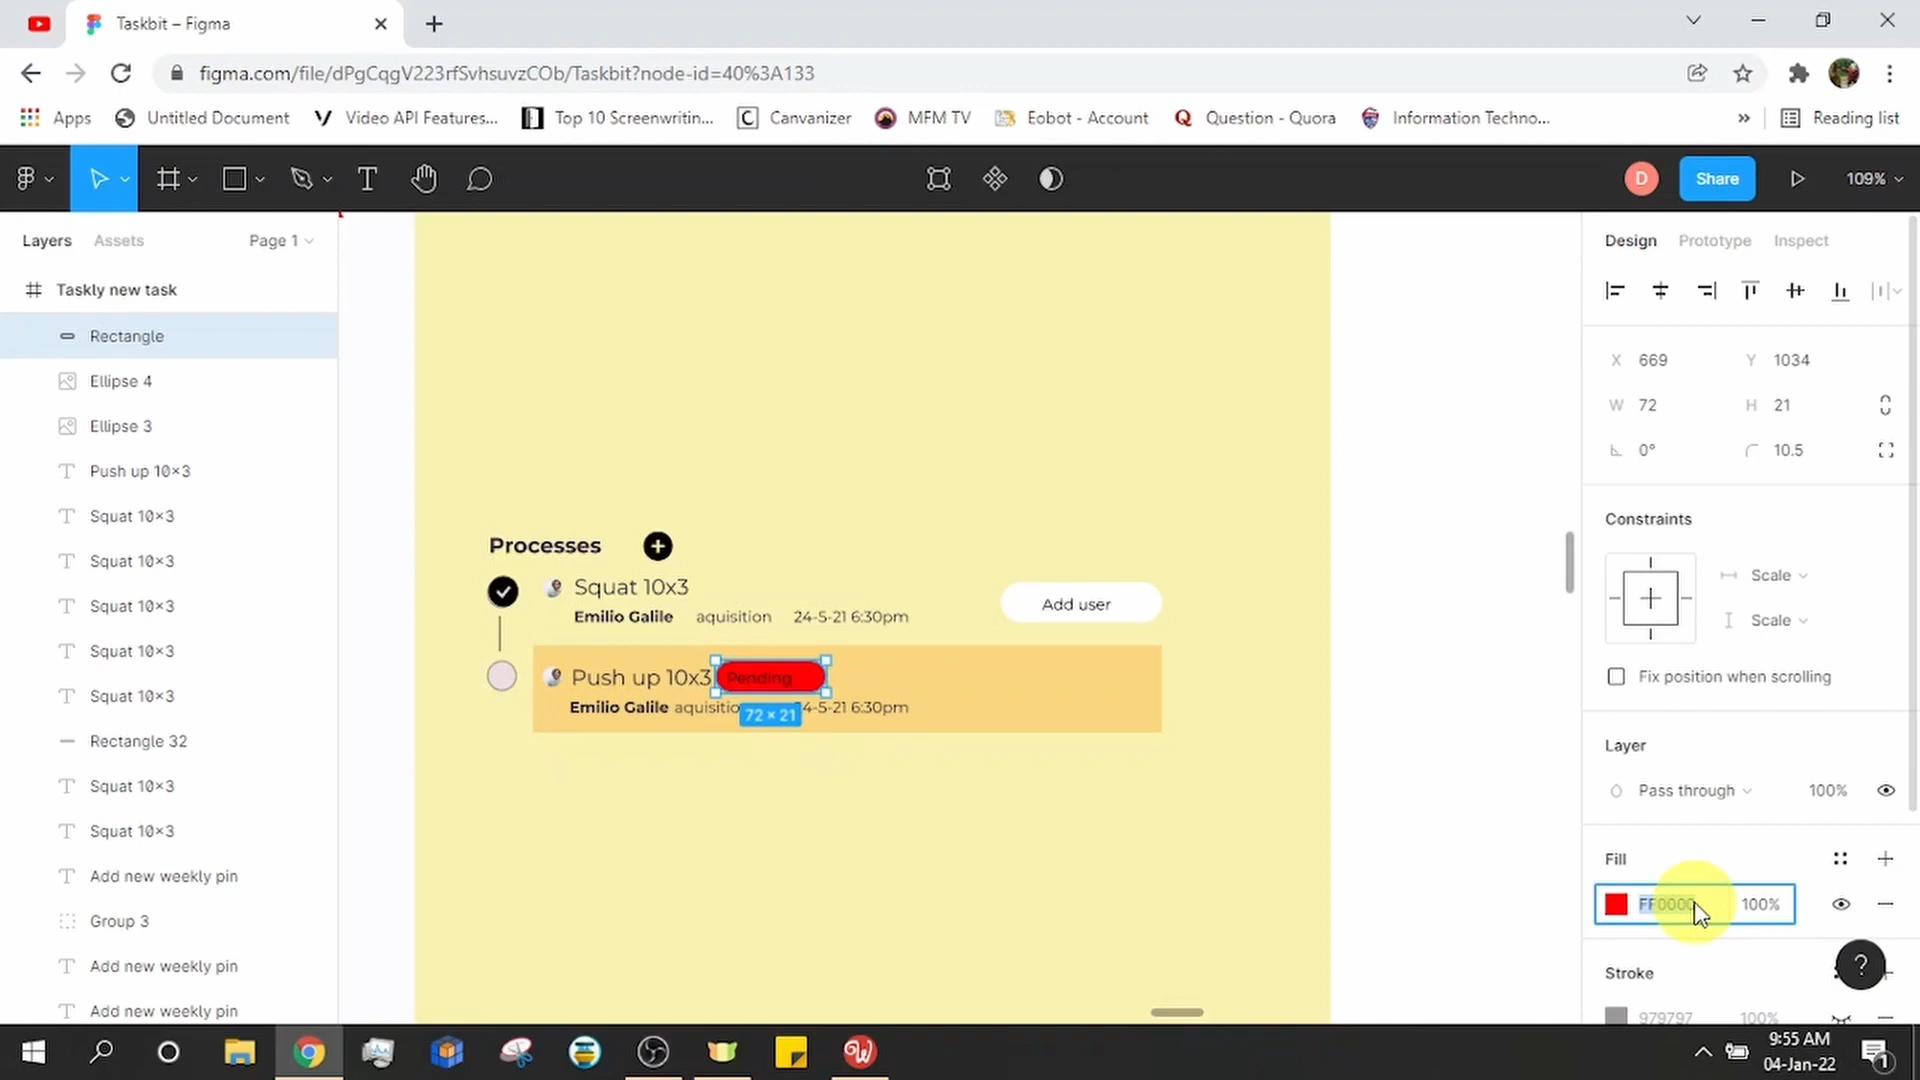 Taskbit – Figma
figma.com/file/dPgCqgV223rfSvhsuvzCOb/Taskbit?node-id=40%3A133
Apps Untitled Document Video API Features... Top 10 Screenwritin... Canvanizer MFM TV Eobot - Account Question - Quora Information Techno... » Reading list
D Share 109%
Layers Assets Page 1
Design Prototype Inspect
Taskly new task
Rectangle
Ellipse 4
Ellipse 3
Push up 10×3
Squat 10×3
Squat 10×3
Squat 10×3
Squat 10×3
Squat 10×3
Rectangle 32
Squat 10×3
Squat 10×3
Add new weekly pin
Group 3
Add new weekly pin
Add new weekly pin
Processes
Squat 10x3
Emilio Galile aquisition 24-5-21 6:30pm
Add user
Push up 10x3 Pending
Emilio Galile aquisitio 4-5-21 6:30pm
72 × 21
X 669 Y 1034
W 72 H 21
0° 10.5
Constraints
Scale
Scale
Fix position when scrolling
Layer
Pass through 100%
Fill
FF0000 100%
Stroke
?
979797 100%
9:55 AM
04-Jan-22
1